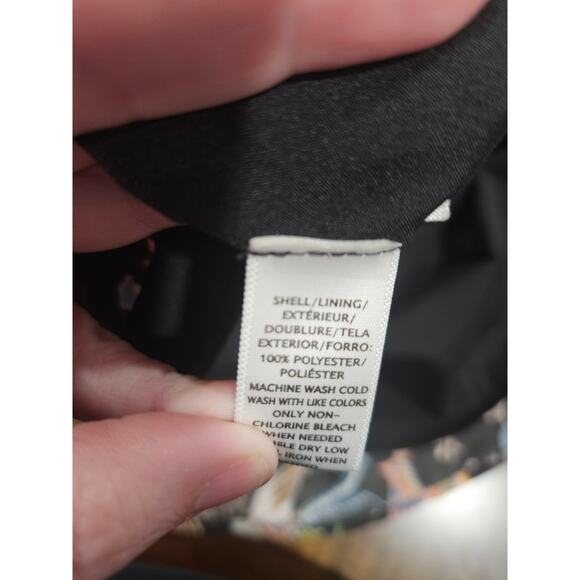 SHELL/LINING/
EXTÉRIEUR/
DOUBLURE/TELA
EXTERIOR/FORRO:
100% POLYESTER/
POLIÉSTER
MACHINE WASH COLD
WASH WITH LIKE COLORS
ONLY NON-
CHLORINE BLEACH
WHEN NEEDED
DRY LOW
IRON WHEN